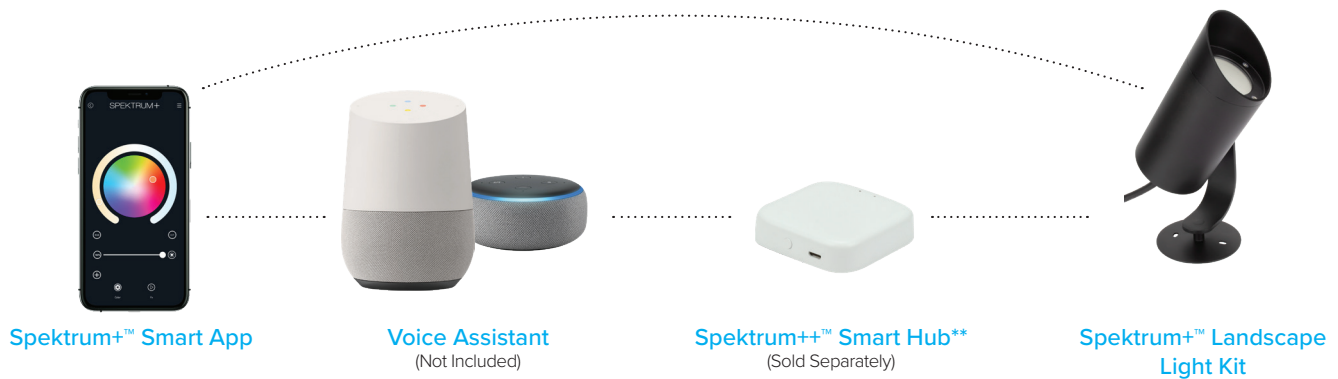 SPEKTRUM+
Spektrum+™ Smart App
Voice Assistant
(Not Included)
Spektrum++™ Smart Hub**
(Sold Separately)
Spektrum+™ Landscape
Light Kit